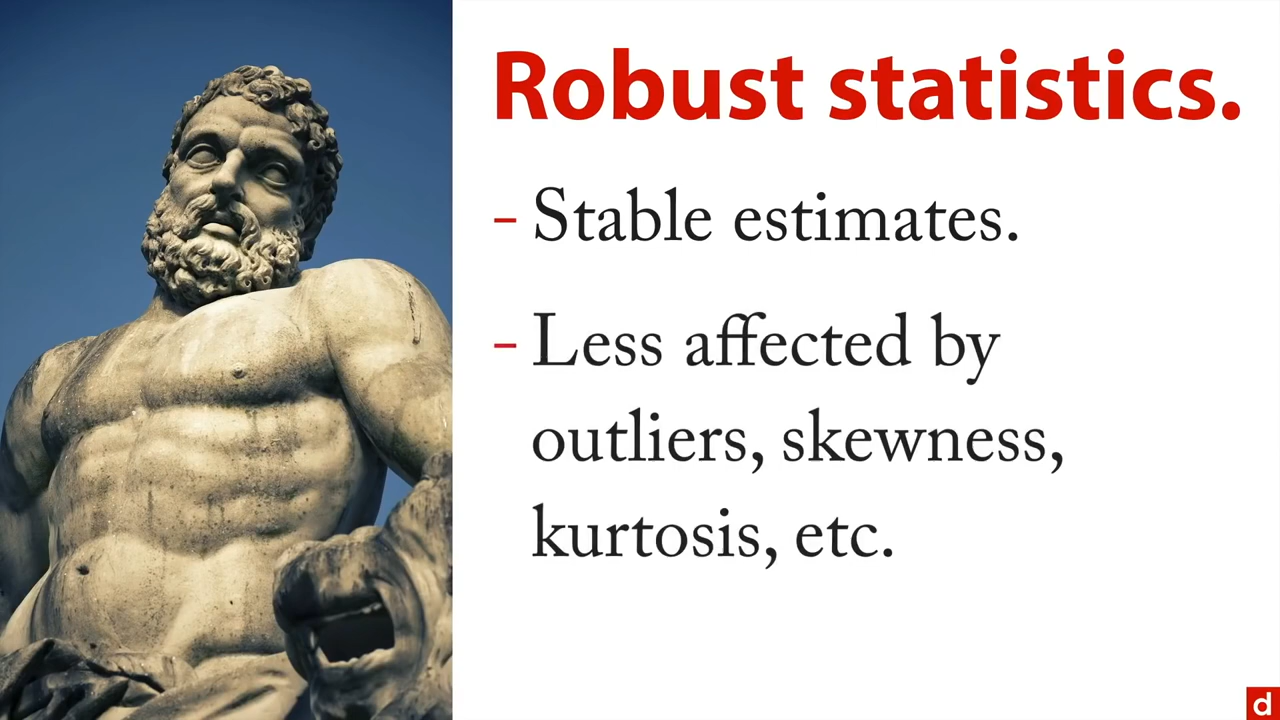 Robust statistics.
- Stable estimates.
- Less affected by
outliers, skewness,
kurtosis, etc.
d